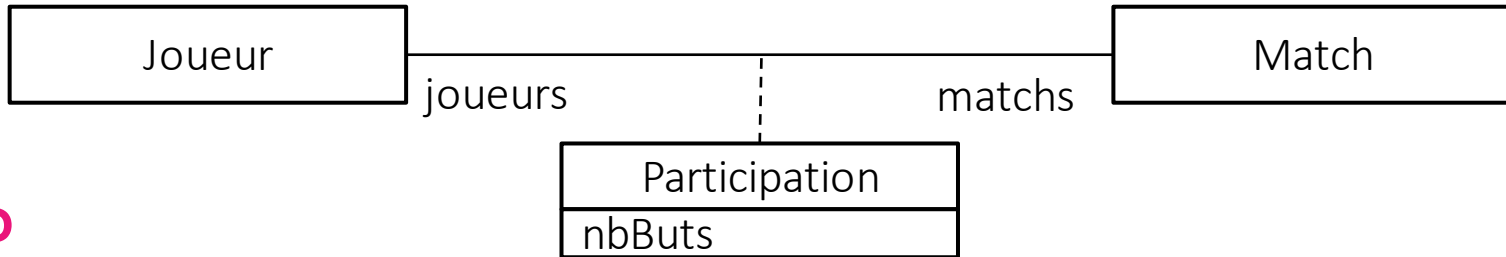 Joueur
Match
joueurs
matchs
Participation
nbButs